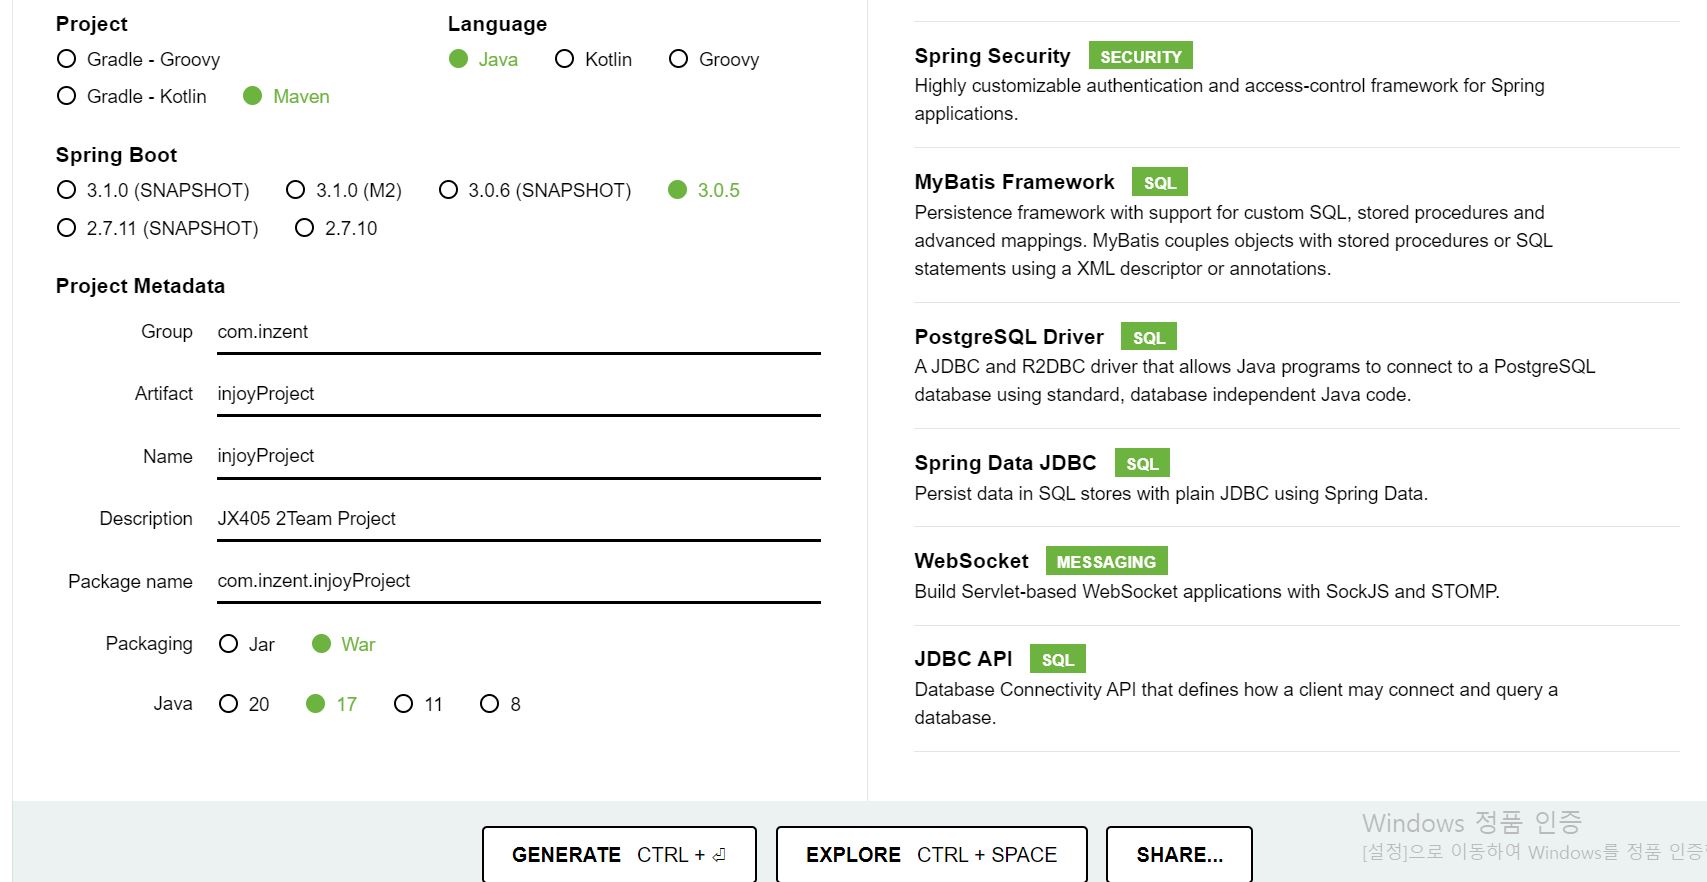 Project
Gradle - Groovy
Gradle - Kotlin
Maven
Language
Java
Kotlin
Groovy
Spring Boot
3.1.0 (SNAPSHOT)
3.1.0 (M2)
3.0.6 (SNAPSHOT)
3.0.5
2.7.11 (SNAPSHOT)
2.7.10
Project Metadata
Group com.inzent
Artifact injoyProject
Name injoyProject
Description JX405 2Team Project
Package name com.inzent.injoyProject
Packaging Jar War
Java 20 17 11 8
Spring Security SECURITY
Highly customizable authentication and access-control framework for Spring
applications.
MyBatis Framework SQL
Persistence framework with support for custom SQL, stored procedures and
advanced mappings. MyBatis couples objects with stored procedures or SQL
statements using a XML descriptor or annotations.
PostgreSQL Driver SQL
A JDBC and R2DBC driver that allows Java programs to connect to a PostgreSQL
database using standard, database independent Java code.
Spring Data JDBC SQL
Persist data in SQL stores with plain JDBC using Spring Data.
WebSocket MESSAGING
Build Servlet-based WebSocket applications with SockJS and STOMP.
JDBC API SQL
Database Connectivity API that defines how a client may connect and query a
database.
GENERATE CTRL + ⏎
EXPLORE CTRL + SPACE
SHARE...
Windows 정품 인증
[설정]으로 이동하여 Windows를 정품 인증